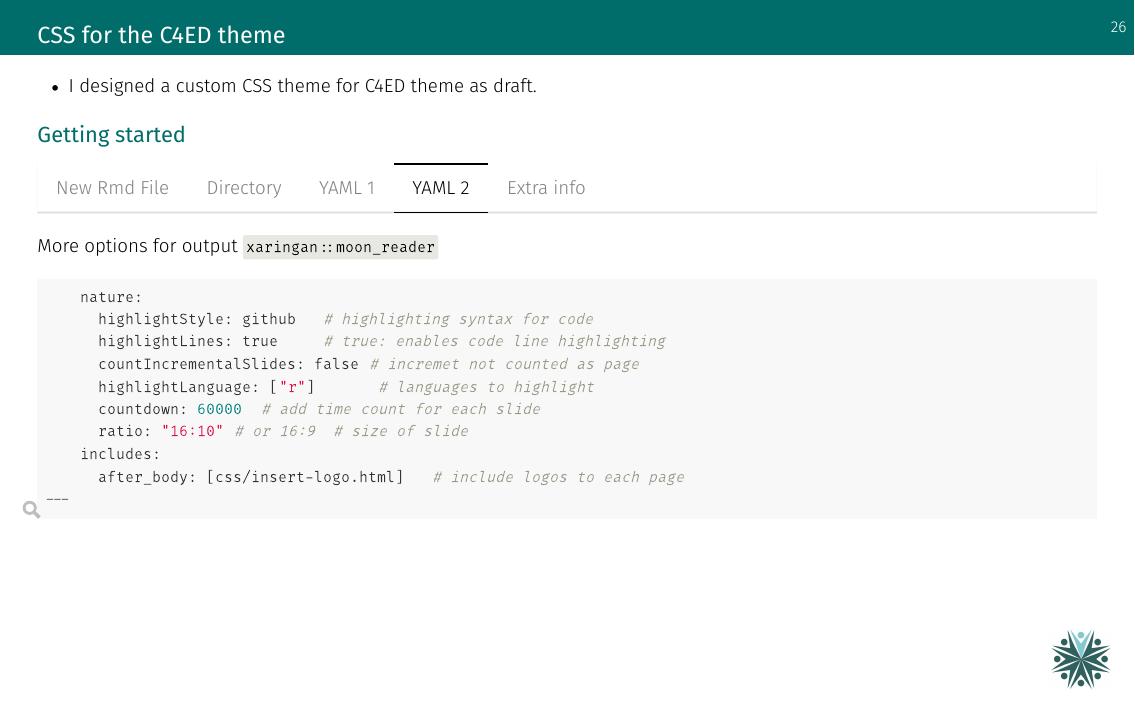 CSS for the C4ED theme
26
• I designed a custom CSS theme for C4ED theme as draft.
Getting started
New Rmd File Directory YAML 1 YAML 2 Extra info
More options for output xaringan::moon_reader
    nature:
      highlightStyle: github   # highlighting syntax for code
      highlightLines: true     # true: enables code line highlighting
      countIncrementalSlides: false # incremet not counted as page
      highlightLanguage: ["r"]       # languages to highlight
      countdown: 60000  # add time count for each slide
      ratio: "16:10" # or 16:9  # size of slide
    includes:
      after_body: [css/insert-logo.html]   # include logos to each page
---